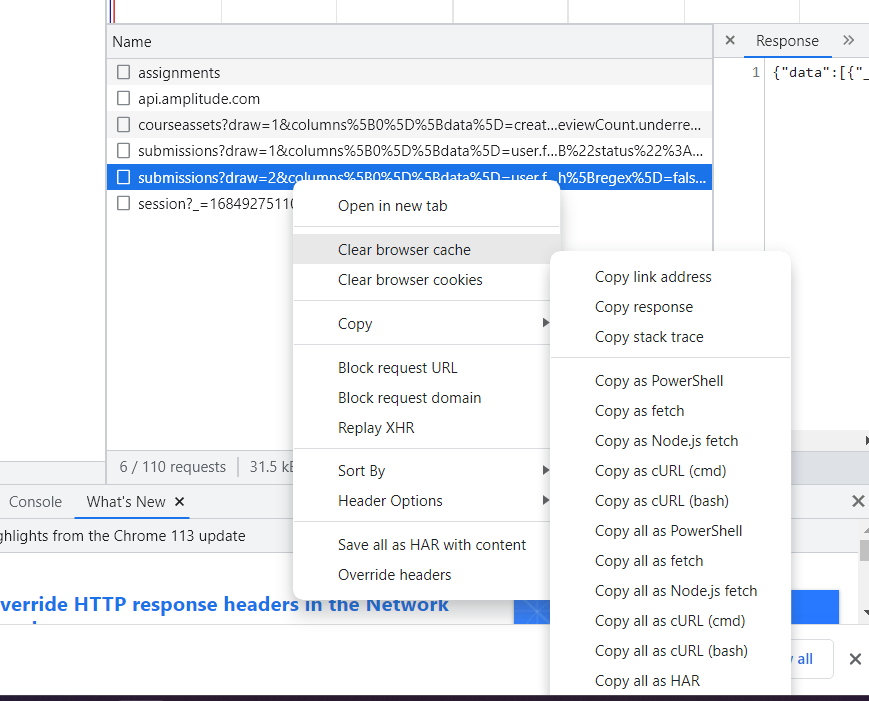 Name
Response
assignments
1 {"data":[{"_
api.amplitude.com
courseassets?draw=1&columns%5B0%5D%5Bdata%5D=creat...eviewCount.underre...
submissions?draw=1&columns%5B0%5D%5Bdata%5D=user.f...B%22status%22%3A...
submissions?draw=2&columns%5B0%5D%5Bdata%5D=user.f...h%5Bregex%5D=fals...
session?_=16849275110
Open in new tab
Clear browser cache
Clear browser cookies
Copy
Block request URL
Block request domain
Replay XHR
Sort By
Header Options
Save all as HAR with content
Override headers
Copy link address
Copy response
Copy stack trace
Copy as PowerShell
Copy as fetch
Copy as Node.js fetch
Copy as cURL (cmd)
Copy as cURL (bash)
Copy all as PowerShell
Copy all as fetch
Copy all as Node.js fetch
Copy all as cURL (cmd)
Copy all as cURL (bash)
Copy all as HAR
6 / 110 requests 31.5 kB
Console What's New
ghlights from the Chrome 113 update
verride HTTP response headers in the Network
all